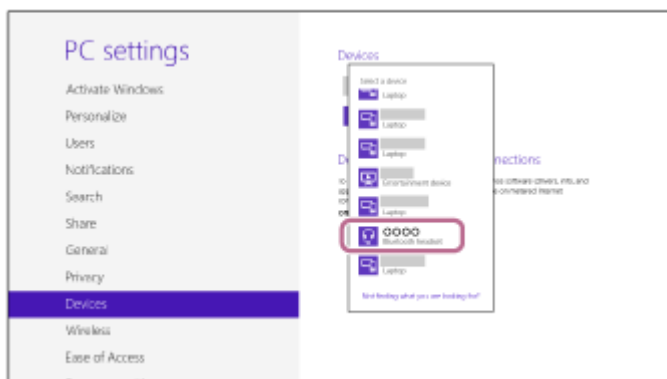 PC settings
Activate Windows
Personalize
Users
Notifications
Search
Share
General
Privacy
Devices
Wireless
Ease of Access
Devices
Select a device
Laptop
Laptop
Laptop
Entertainment device
Laptop
OOOO
Bluetooth headset
Laptop
Not finding what you are looking for?
nections